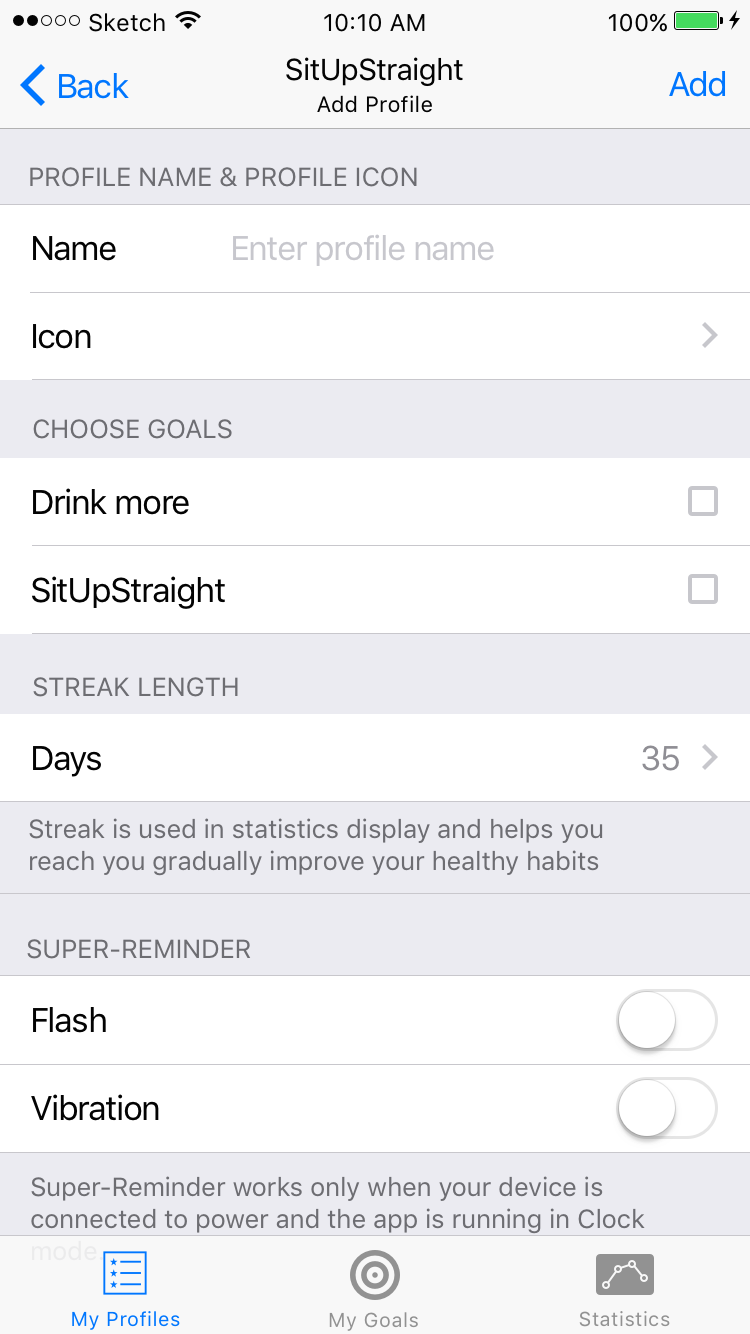 Sketch 10:10 AM 100%
Back SitUpStraight Add
Add Profile
PROFILE NAME & PROFILE ICON
Name Enter profile name
Icon
CHOOSE GOALS
Drink more
SitUpStraight
STREAK LENGTH
Days 35
Streak is used in statistics display and helps you
reach you gradually improve your healthy habits
SUPER-REMINDER
Flash
Vibration
Super-Reminder works only when your device is
connected to power and the app is running in Clock
mode.
My Profiles My Goals Statistics